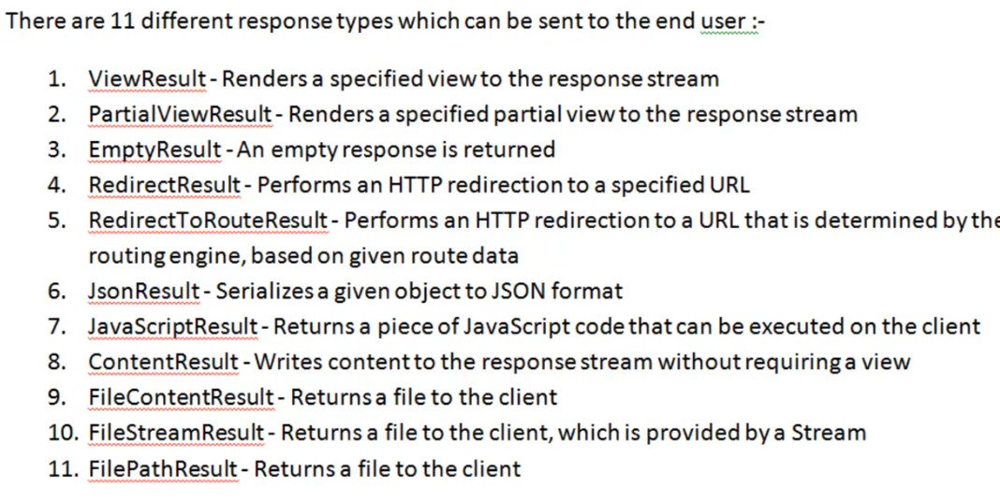 There are 11 different response types which can be sent to the end user :-
1. ViewResult - Renders a specified view to the response stream
2. PartialViewResult - Renders a specified partial view to the response stream
3. EmptyResult - An empty response is returned
4. RedirectResult - Performs an HTTP redirection to a specified URL
5. RedirectToRouteResult - Performs an HTTP redirection to a URL that is determined by the
routing engine, based on given route data
6. JsonResult - Serializes a given object to JSON format
7. JavaScriptResult - Returns a piece of JavaScript code that can be executed on the client
8. ContentResult - Writes content to the response stream without requiring a view
9. FileContentResult - Returns a file to the client
10. FileStreamResult - Returns a file to the client, which is provided by a Stream
11. FilePathResult - Returns a file to the client